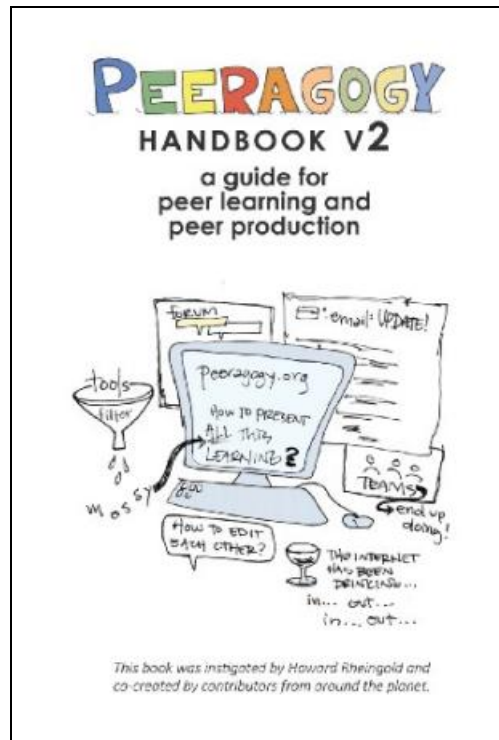 PEERAGOGY
HANDBOOK V2
a guide for
peer learning and
peer production
forum
email: UPDATE!
peeragogy.org
HOW TO PRESENT
ALL THIS
LEARNING?
tools
filter
messy
TEAMS
end up
doing!
HOW TO EDIT
EACH OTHER?
THE INTERNET
HAS BEEN
DRINKING...
in... out...
in... out...
This book was instigated by Howard Rheingold and
co-created by contributors from around the planet.